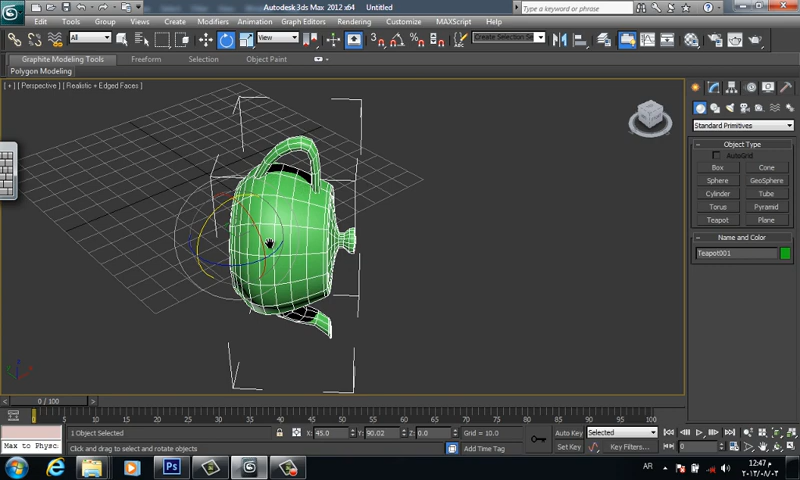 Autodesk 3ds Max 2012 x64 Untitled
Type a keyword or phrase
Edit Tools Group Views Create Modifiers Animation Graph Editors Rendering Customize MAXScript Help
All View 3 Create Selection Se
Graphite Modeling Tools Freeform Selection Object Paint
Polygon Modeling
[ + ] [ Perspective ] [ Realistic + Edged Faces ]
Standard Primitives
Object Type
AutoGrid
Box Cone
Sphere GeoSphere
Cylinder Tube
Torus Pyramid
Teapot Plane
Name and Color
Teapot001
0 / 100
0 5 10 15 20 25 30 35 40 45 50 55 60 65 70 75 80 85 90 95 100
1 Object Selected X: 45.0 Y: 90.02 Z: 0.0 Grid = 10.0 Auto Key Selected
Max to Physc. Click and drag to select and rotate objects Add Time Tag Set Key Key Filters... 0
Ps AR 12:47 م
٢٠١٣/٠٨/٠٢